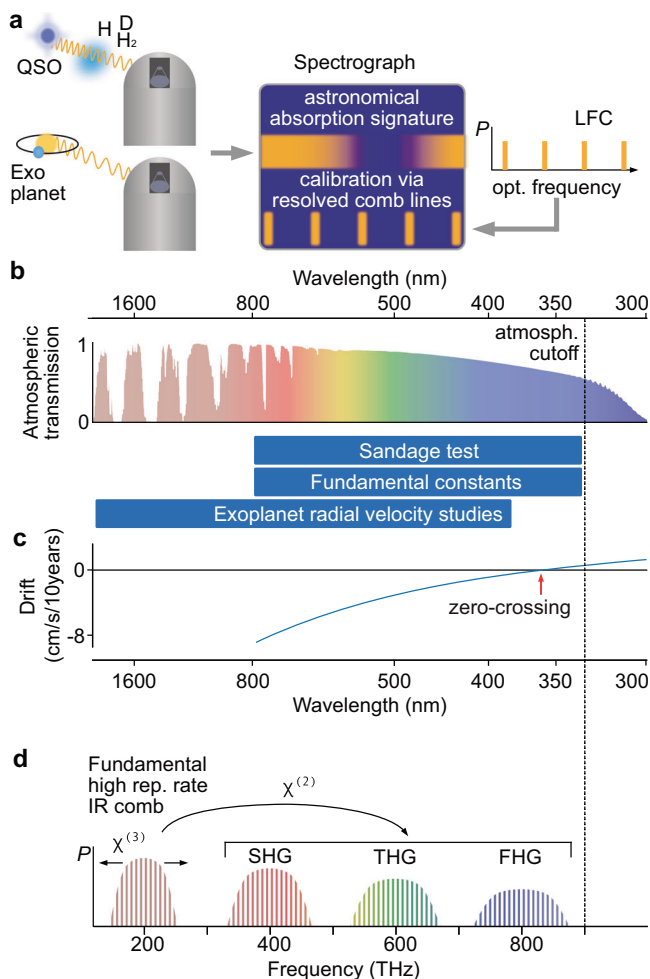 a
H D
H₂
QSO
Exo
planet
Spectrograph
astronomical
absorption signature
calibration via
resolved comb lines
P
LFC
opt. frequency
b
Wavelength (nm)
1600 800 500 400 350 300
atmosph.
cutoff
Atmospheric
transmission
1
0
Sandage test
Fundamental constants
Exoplanet radial velocity studies
c
Drift
(cm/s/10years)
0
-8
zero-crossing
1600 800 500 400 350 300
Wavelength (nm)
d
Fundamental
high rep. rate
IR comb
χ⁽²⁾
χ⁽³⁾
P
SHG THG FHG
200 400 600 800
Frequency (THz)